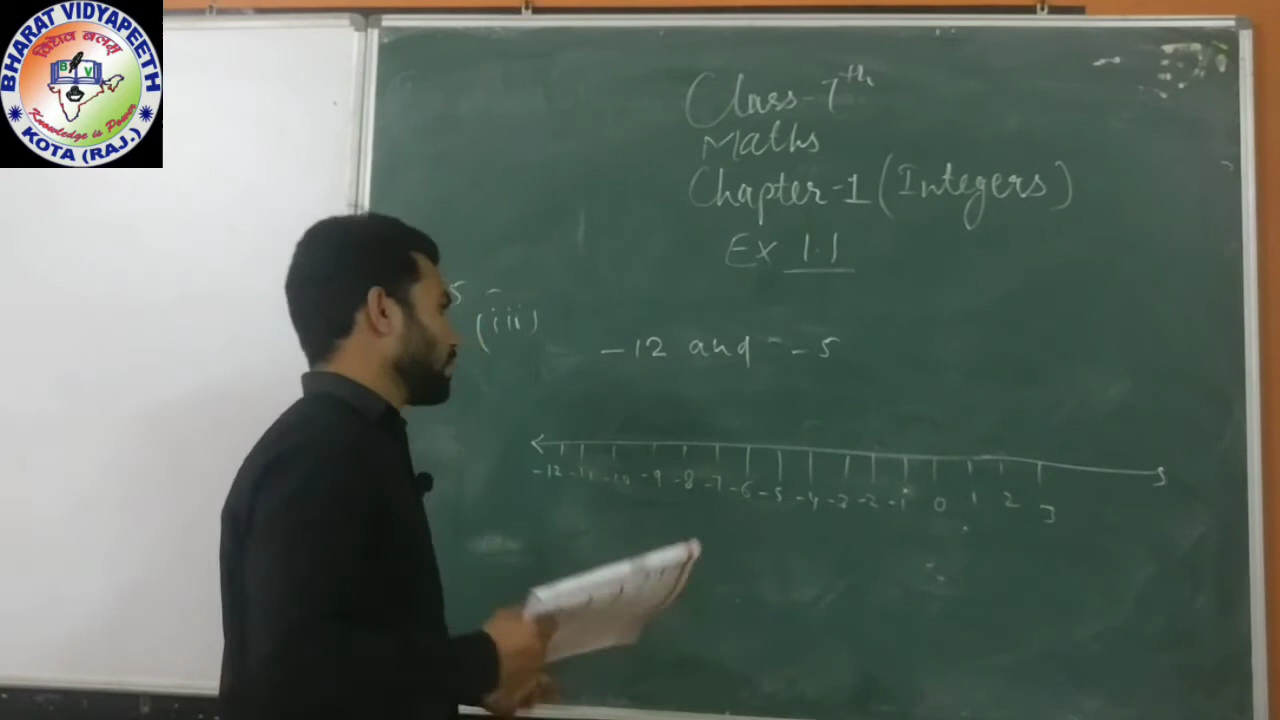 BHARAT VIDYAPEETH
B V
Knowledge is Power
KOTA (RAJ.)
Class-7th
Maths
Chapter-1 (Integers)
Ex 1.1
5
(iii)
-12 and -5
-12 -11 -10 -9 -8 -7 -6 -5 -4 -3 -2 -1 0 1 2 3